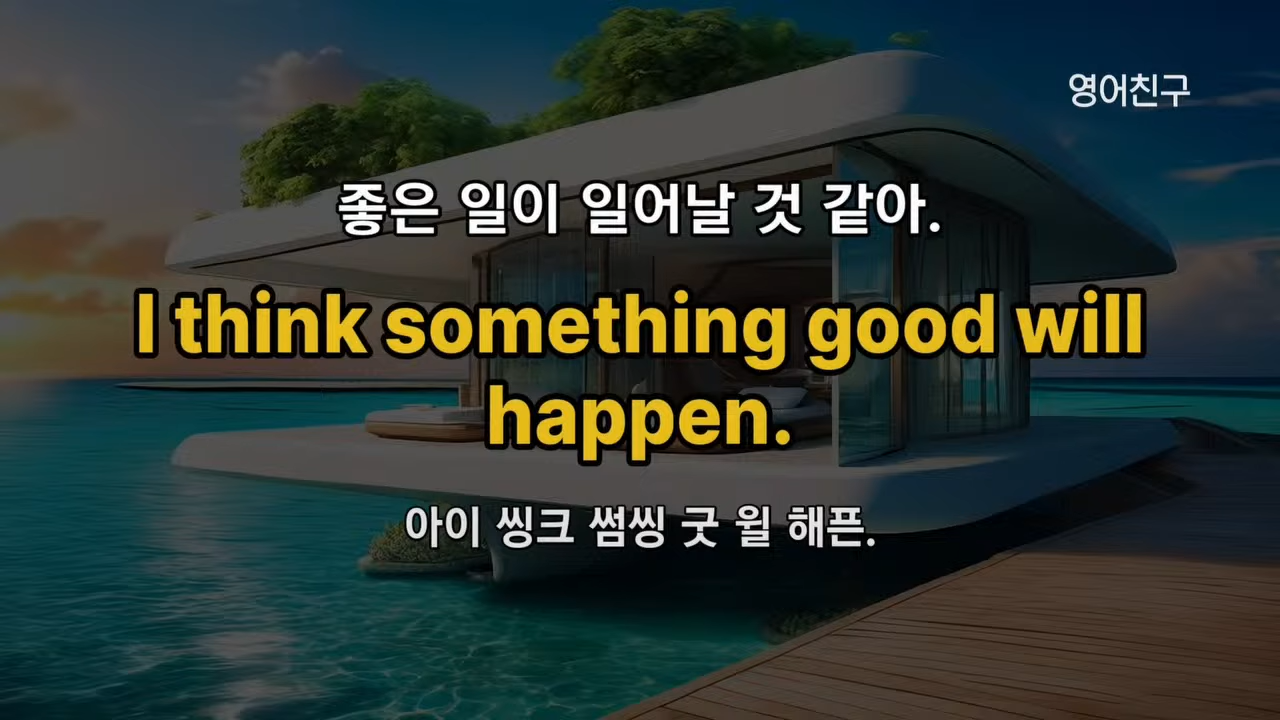 영어친구
좋은 일이 일어날 것 같아.
I think something good will
happen.
아이 씽크 썸씽 굿 윌 해픈.